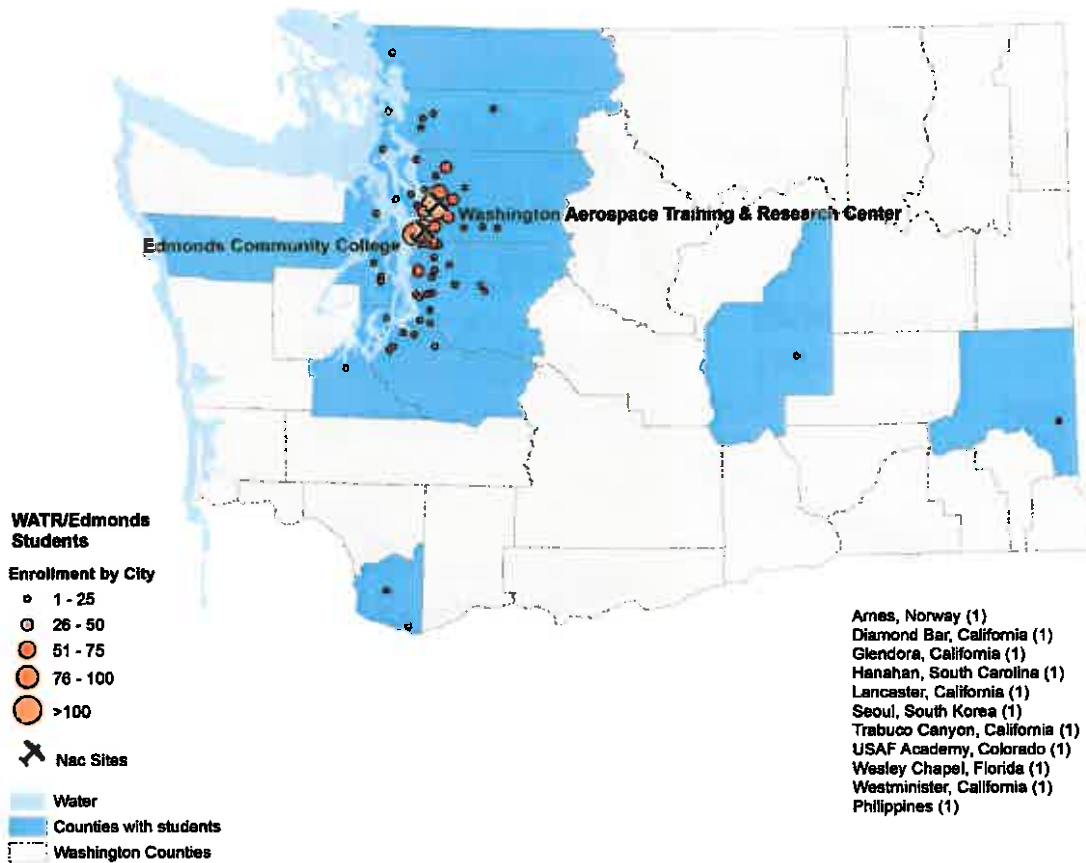 Washington Aerospace Training & Research Center
Edmonds Community College
WATR/Edmonds
Students
Enrollment by City
1 - 25
26 - 50
51 - 75
76 - 100
>100
Nac Sites
Water
Counties with students
Washington Counties
Arnes, Norway (1)
Diamond Bar, California (1)
Glendora, California (1)
Hanahan, South Carolina (1)
Lancaster, California (1)
Seoul, South Korea (1)
Trabuco Canyon, California (1)
USAF Academy, Colorado (1)
Wesley Chapel, Florida (1)
Westminister, California (1)
Philippines (1)